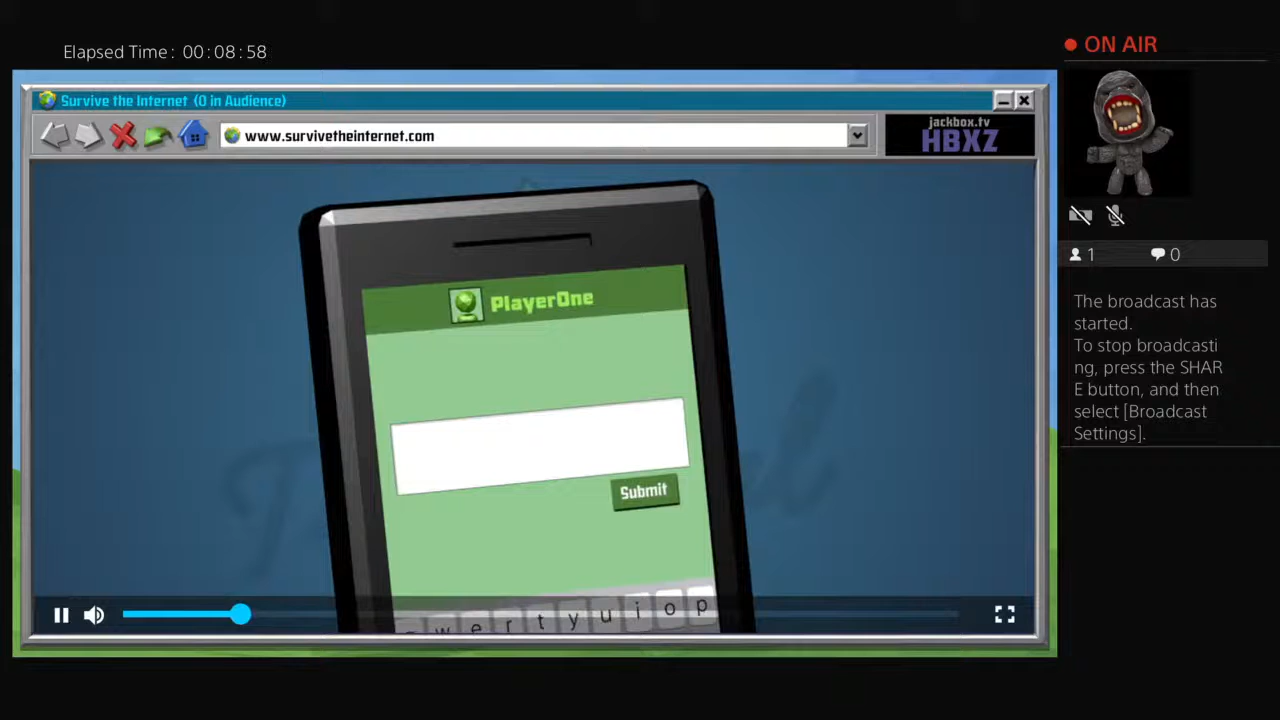 Elapsed Time: 00:08:58
ON AIR
Survive the Internet (0 in Audience)
www.survivetheinternet.com
jackbox.tv
HBXZ
PlayerOne
Submit
w e r t y u i o p
1
0
The broadcast has
started.
To stop broadcasti
ng, press the SHAR
E button, and then
select [Broadcast
Settings].